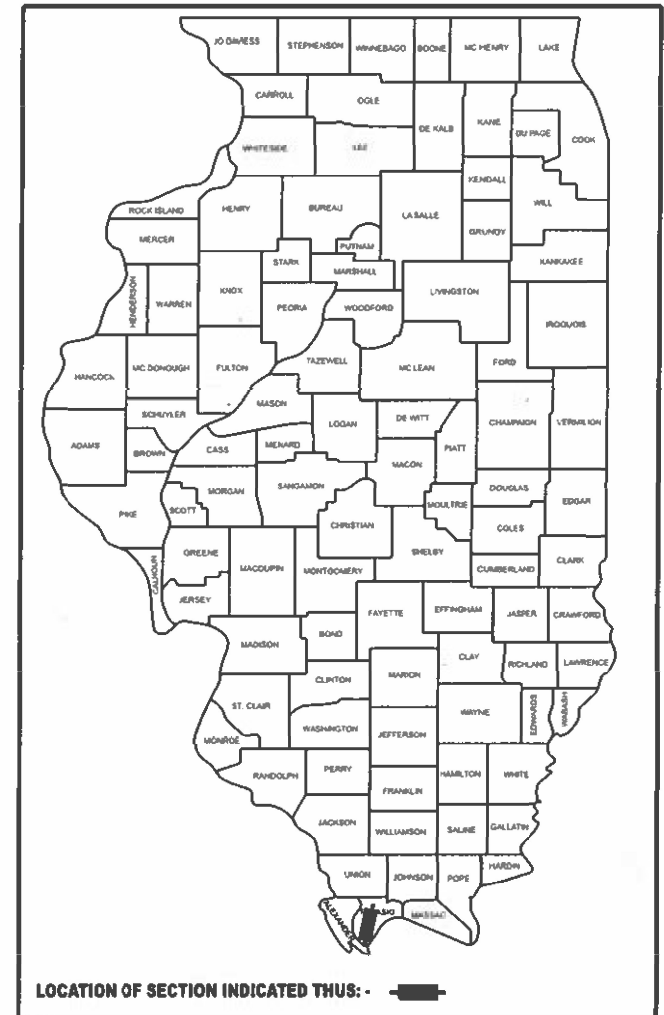 JO DAVIESS STEPHENSON WINNEBAGO BOONE MC HENRY LAKE
CARROLL OGLE DE KALB KANE DU PAGE COOK
WHITESIDE LEE
KENDALL WILL
ROCK ISLAND HENRY BUREAU LA SALLE
MERCER PUTNAM GRUNDY
STARK MARSHALL KANKAKEE
HENDERSON WARREN KNOX PEORIA WOODFORD LIVINGSTON
IROQUOIS
HANCOCK MC DONOUGH FULTON TAZEWELL MC LEAN FORD
MASON
SCHUYLER LOGAN DE WITT CHAMPAIGN VERMILION
ADAMS BROWN CASS MENARD MACON PIATT
PIKE SCOTT MORGAN SANGAMON CHRISTIAN MOULTRIE DOUGLAS EDGAR
COLES
CALHOUN GREENE MACOUPIN MONTGOMERY SHELBY CUMBERLAND CLARK
JERSEY FAYETTE EFFINGHAM JASPER CRAWFORD
MADISON BOND
CLINTON MARION CLAY RICHLAND LAWRENCE
ST. CLAIR WASHINGTON JEFFERSON WAYNE EDWARDS WABASH
MONROE
RANDOLPH PERRY FRANKLIN HAMILTON WHITE
JACKSON WILLIAMSON SALINE GALLATIN
UNION JOHNSON POPE HARDIN
ALEXANDER MASSAC
LOCATION OF SECTION INDICATED THUS: -